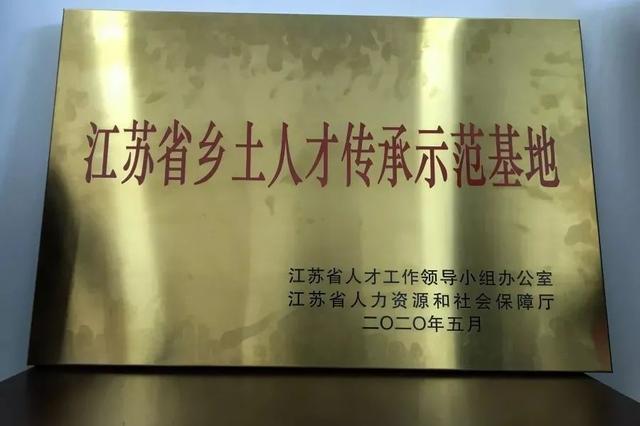 江苏省乡土人才传承示范基地
江苏省人才工作领导小组办公室
江苏省人力资源和社会保障厅
二〇二〇年五月